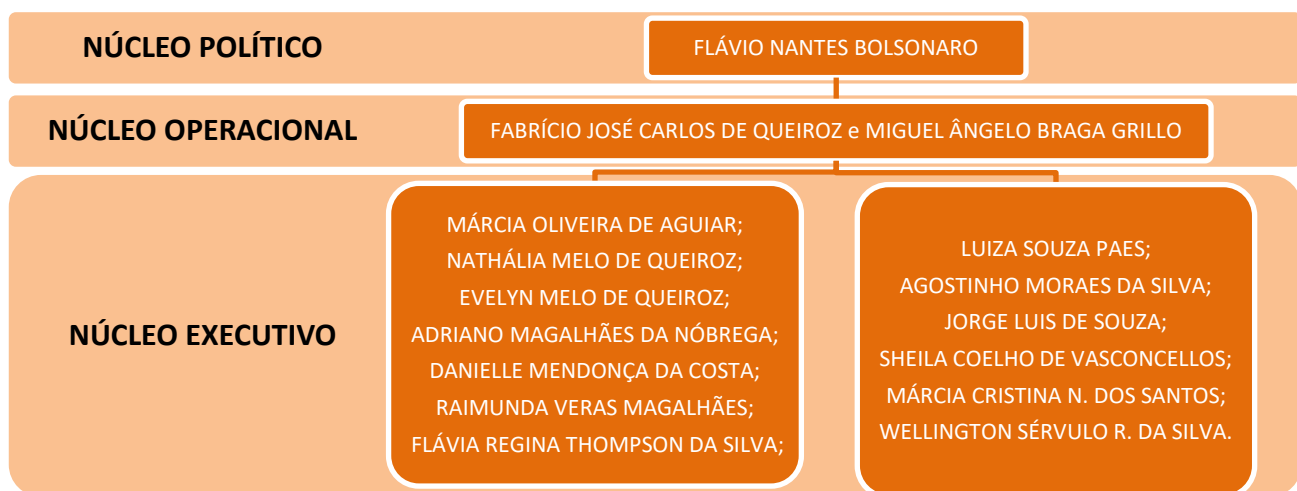 NÚCLEO POLÍTICO
FLÁVIO NANTES BOLSONARO
NÚCLEO OPERACIONAL
FABRÍCIO JOSÉ CARLOS DE QUEIROZ e MIGUEL ÂNGELO BRAGA GRILLO
NÚCLEO EXECUTIVO
MÁRCIA OLIVEIRA DE AGUIAR;
NATHÁLIA MELO DE QUEIROZ;
EVELYN MELO DE QUEIROZ;
ADRIANO MAGALHÃES DA NÓBREGA;
DANIELLE MENDONÇA DA COSTA;
RAIMUNDA VERAS MAGALHÃES;
FLÁVIA REGINA THOMPSON DA SILVA;
LUIZA SOUZA PAES;
AGOSTINHO MORAES DA SILVA;
JORGE LUIS DE SOUZA;
SHEILA COELHO DE VASCONCELLOS;
MÁRCIA CRISTINA N. DOS SANTOS;
WELLINGTON SÉRVULO R. DA SILVA.